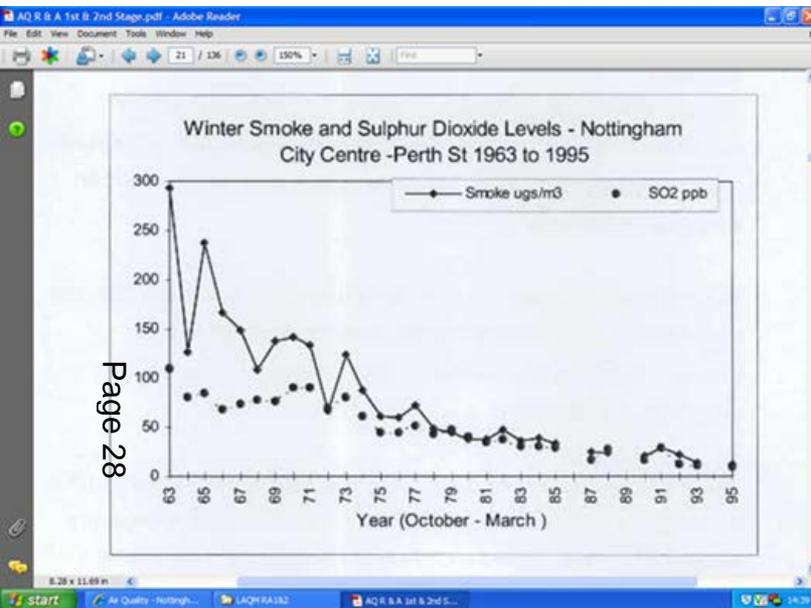 AQ R & A 1st & 2nd Stage.pdf - Adobe Reader
File Edit View Document Tools Window Help
21 / 136 150% Find
Winter Smoke and Sulphur Dioxide Levels - Nottingham
City Centre -Perth St 1963 to 1995
Smoke ugs/m3 SO2 ppb
300
250
200
150
100
50
0
63 65 67 69 71 73 75 77 79 81 83 85 87 89 91 93 95
Year (October - March )
Page 28
8.28 x 11.69 in
start Air Quality - Nottingh... LAQM RA1&2 AQ R & A 1st & 2nd S... 14:39